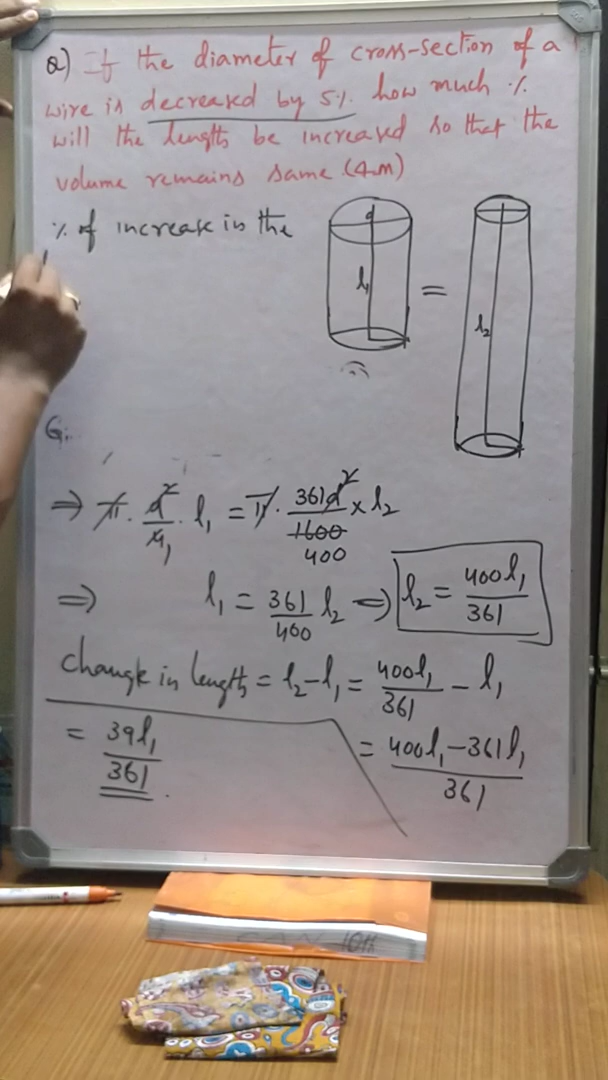 Q) If the diameter of cross-section of a
wire is decreased by 5% how much %
will the length be increased so that the
volume remains same (4m)
% of increase in the
d
l₁
=
l₂
G:
⇒ π. d²/4 . l₁ = π. 361d²/1600 × l₂
1
400
⇒ l₁ = 361/400 l₂ ⇒ l₂ = 400l₁/361
Change in length = l₂-l₁ = 400l₁/361 - l₁
= 39l₁/361 .
= 400l₁-361l₁/361